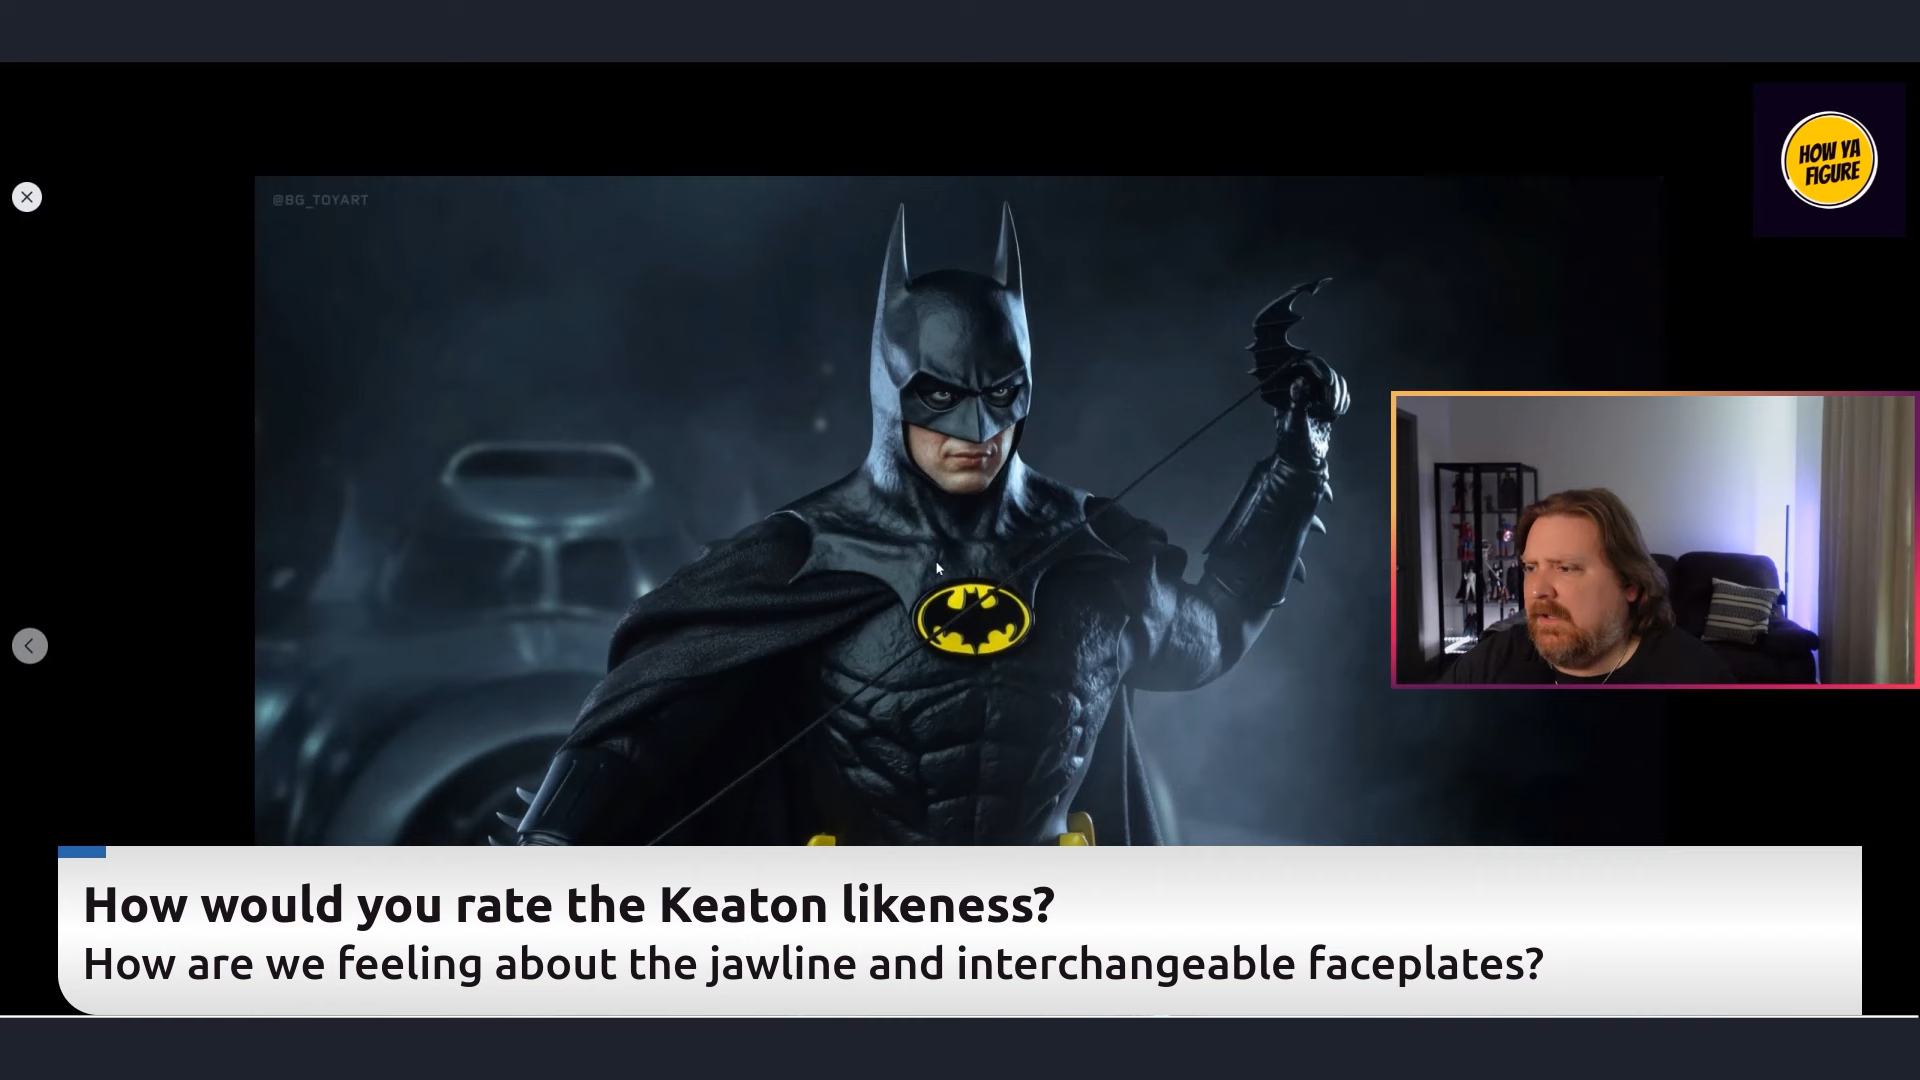 @BG_TOYART
HOW YA
FIGURE
How would you rate the Keaton likeness?
How are we feeling about the jawline and interchangeable faceplates?